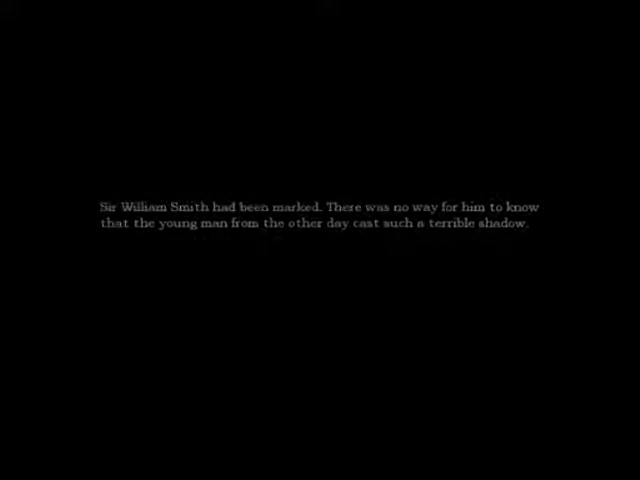 Sir William Smith had been marked. There was no way for him to know
that the young man from the other day cast such a terrible shadow.